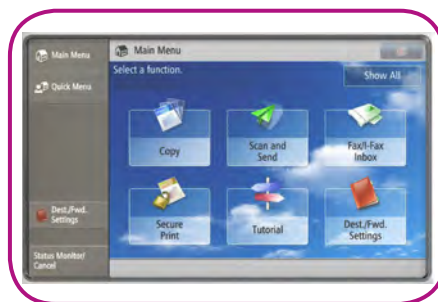 Main Menu
Quick Menu
Dest./Fwd.
Settings
Status Monitor/
Cancel
Main Menu
Select a function.
Show All
Copy
Scan and
Send
Fax/I-Fax
Inbox
Secure
Print
Tutorial
Dest./Fwd.
Settings